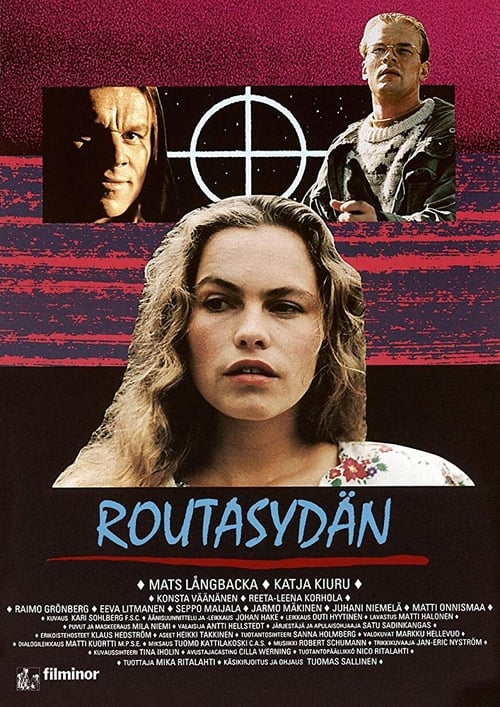 ROUTASYDÄN
♦ MATS LÅNGBACKA ♦ KATJA KIURU ♦
♦ KONSTA VÄÄNÄNEN ♦ REETA-LEENA KORHOLA ♦
♦ RAIMO GRÖNBERG ♦ EEVA LITMANEN ♦ SEPPO MAIJALA ♦ JARMO MÄKINEN ♦ JUHANI NIEMELÄ ♦ MATTI ONNISMAA ♦
KUVAUS KARI SOHLBERG F.S.C. ♦ ÄÄNISUUNNITTELU JA -LEIKKAUS JOHAN HAKE ♦ LEIKKAUS OUTI HYYTINEN ♦ LAVASTUS MATTI HALONEN ♦
♦ PUVUT JA MASKEERAUS MILA NIEMI ♦ VALAISIJA ANTTI HELLSTEDT ♦ JÄRJESTÄJÄ JA APULAISOHJAAJA SATU SADINKANGAS ♦
♦ ERIKOISTEHOSTEET KLAUS HEDSTRÖM ♦ ASEET HEIKKI TAKKINEN ♦ TUOTANTOSIHTEERI SANNA HOLMBERG ♦ VALOKUVAT MARKKU HELLEVUO ♦
♦ DIALOGILEIKKAUS MATTI KUORTTI M.P.S.E. ♦ MIKSAUS TUOMO KATTILAKOSKI C.A.S. ♦ MUSIIKKI ROBERT SCHUMANN ♦ TRIKKIKUVAAJA JAN-ERIC NYSTRÖM ♦
♦ KUVAUSSIHTEERI TINA IHOLIN ♦ AVUSTAJACASTING CILLA WERNING ♦ TUOTANTOPÄÄLLIKKÖ NICO RITALAHTI ♦
♦ TUOTTAJA MIKA RITALAHTI ♦ KÄSIKIRJOITUS JA OHJAUS TUOMAS SALLINEN ♦
filminor